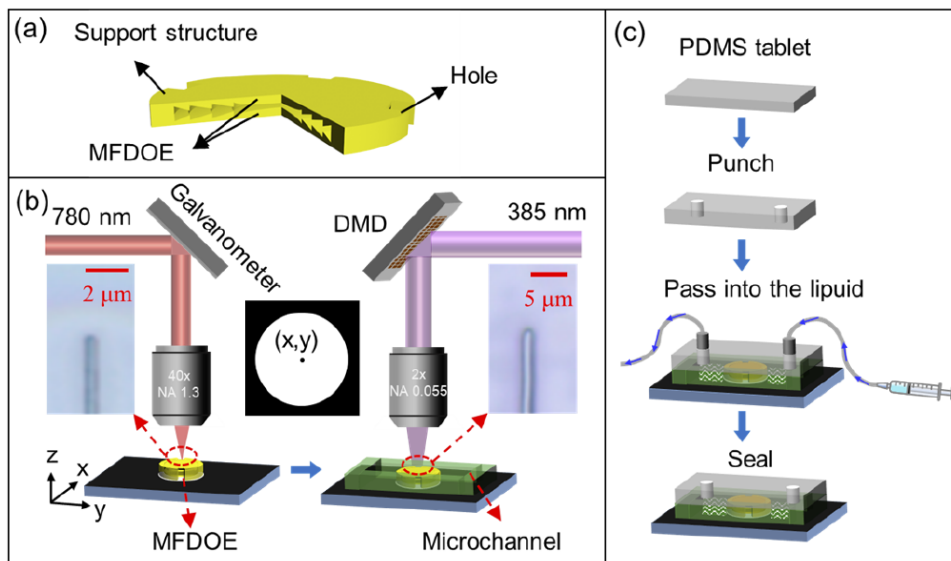 (a)
Support structure
Hole
MFDOE
(b)
780 nm
Galvanometer
DMD
385 nm
2 μm
5 μm
(x,y)
40x
NA 1.3
2x
NA 0.055
z
x
y
MFDOE
Microchannel
(c)
PDMS tablet
Punch
Pass into the lipuid
Seal